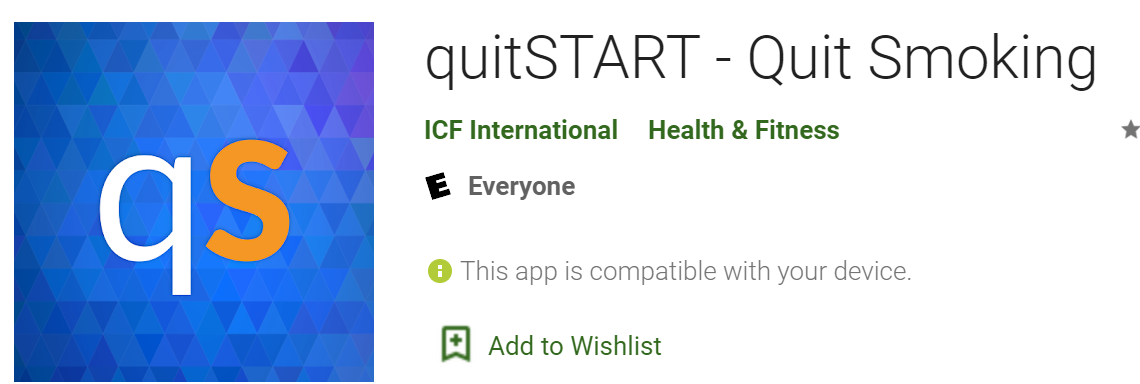 qs
quitSTART - Quit Smoking
ICF International Health & Fitness
E Everyone
This app is compatible with your device.
Add to Wishlist